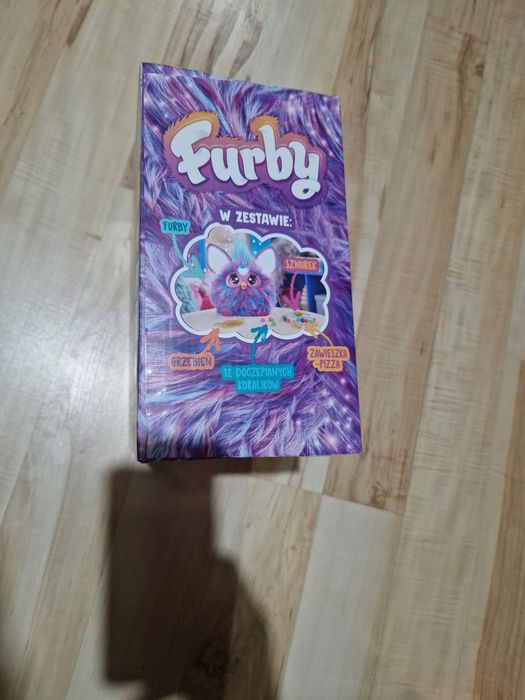 Furby
W ZESTAWIE:
FURBY
SZNUREK
GRZEBIEŃ
12 DOCZEPIANYCH
KORALIKÓW
ZAWIESZKA
PIZZA